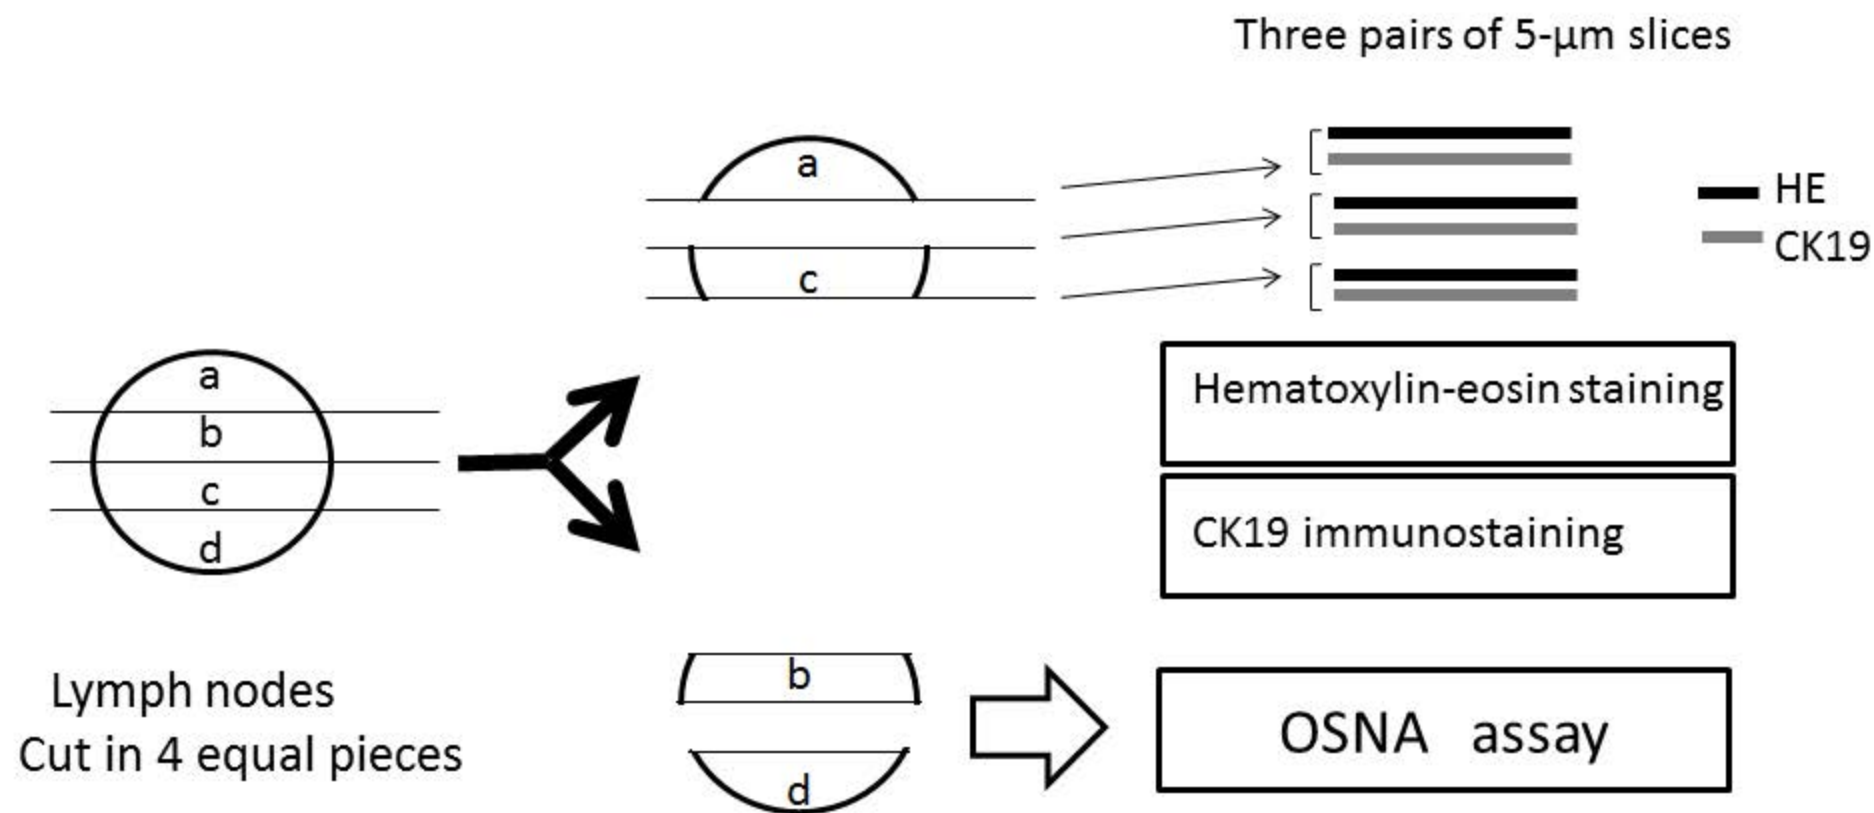 Three pairs of 5-μm slices
a
c
HE
CK19
a
b
c
d
Hematoxylin-eosin staining
CK19 immunostaining
Lymph nodes
Cut in 4 equal pieces
b
d
OSNA assay